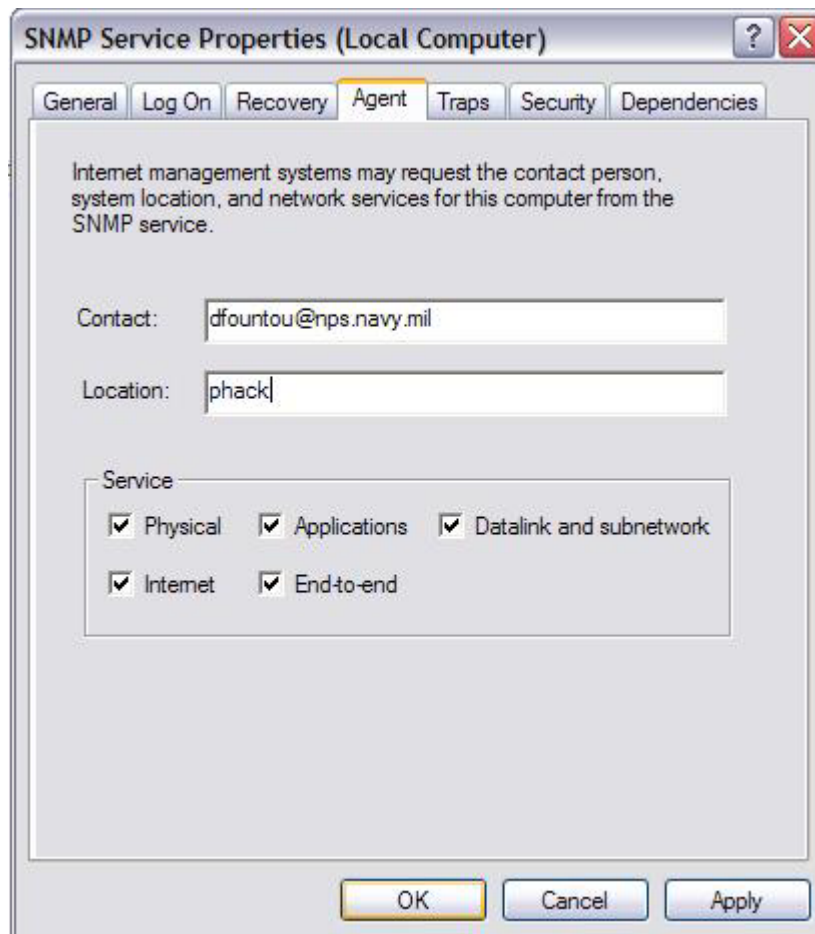 SNMP Service Properties (Local Computer)
General Log On Recovery Agent Traps Security Dependencies
Internet management systems may request the contact person,
system location, and network services for this computer from the
SNMP service.
Contact: dfountou@nps.navy.mil
Location: phack
Service
Physical Applications Datalink and subnetwork
Internet End-to-end
OK Cancel Apply